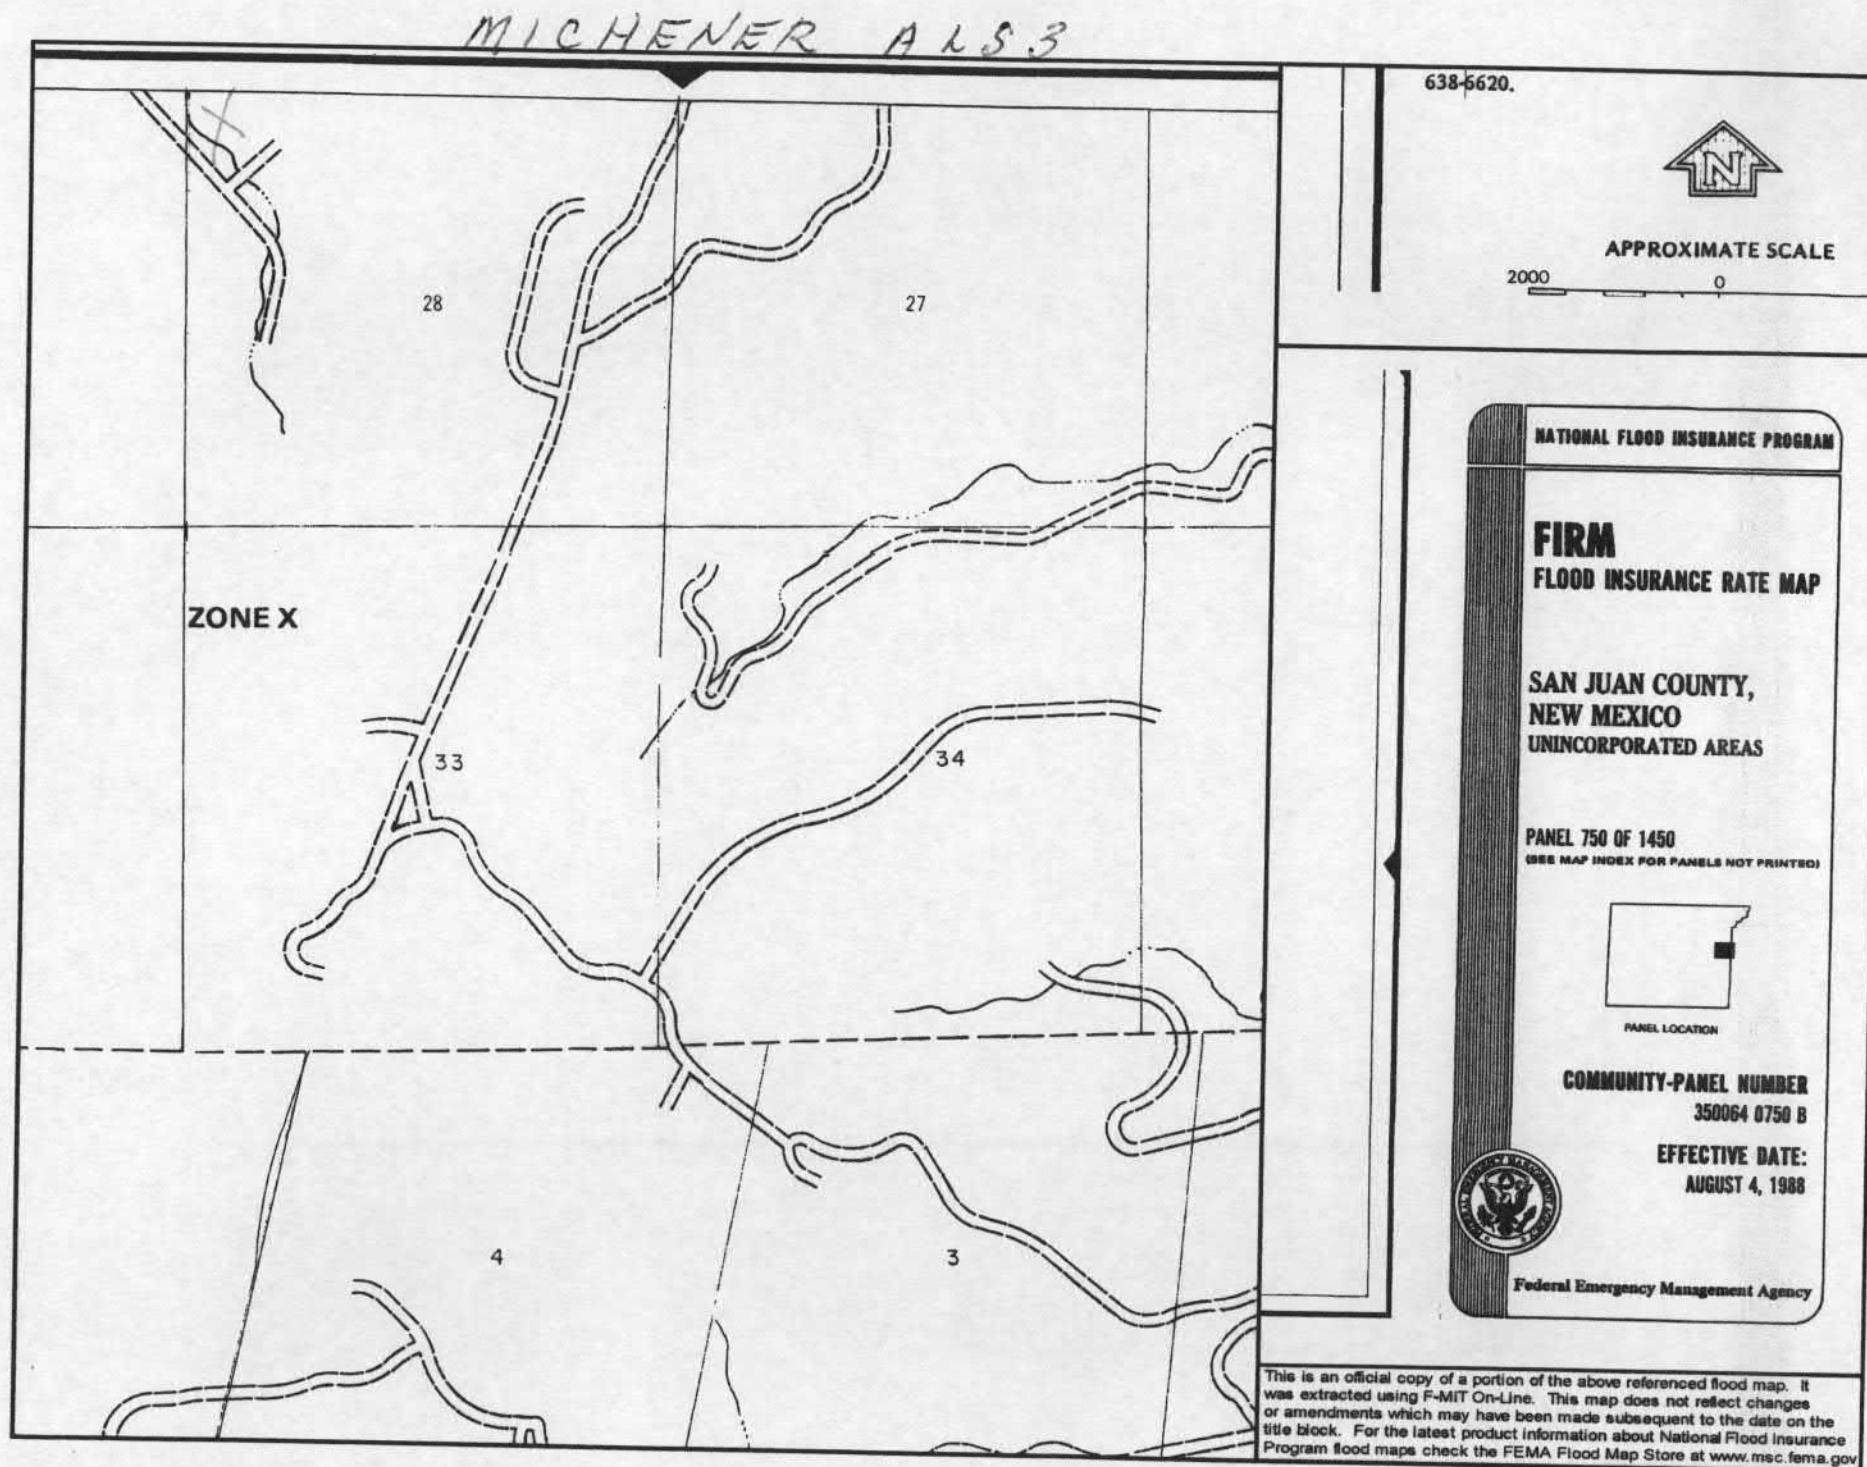 MICHENER ALS 3
638-6620.
N
APPROXIMATE SCALE
2000 0
28
27
ZONE X
33
34
4
3
NATIONAL FLOOD INSURANCE PROGRAM
FIRM
FLOOD INSURANCE RATE MAP
SAN JUAN COUNTY,
NEW MEXICO
UNINCORPORATED AREAS
PANEL 750 OF 1450
(SEE MAP INDEX FOR PANELS NOT PRINTED)
PANEL LOCATION
COMMUNITY-PANEL NUMBER
350064 0750 B
EFFECTIVE DATE:
AUGUST 4, 1988
Federal Emergency Management Agency
This is an official copy of a portion of the above referenced flood map. It
was extracted using F-MIT On-Line. This map does not reflect changes
or amendments which may have been made subsequent to the date on the
title block. For the latest product information about National Flood Insurance
Program flood maps check the FEMA Flood Map Store at www.msc.fema.gov